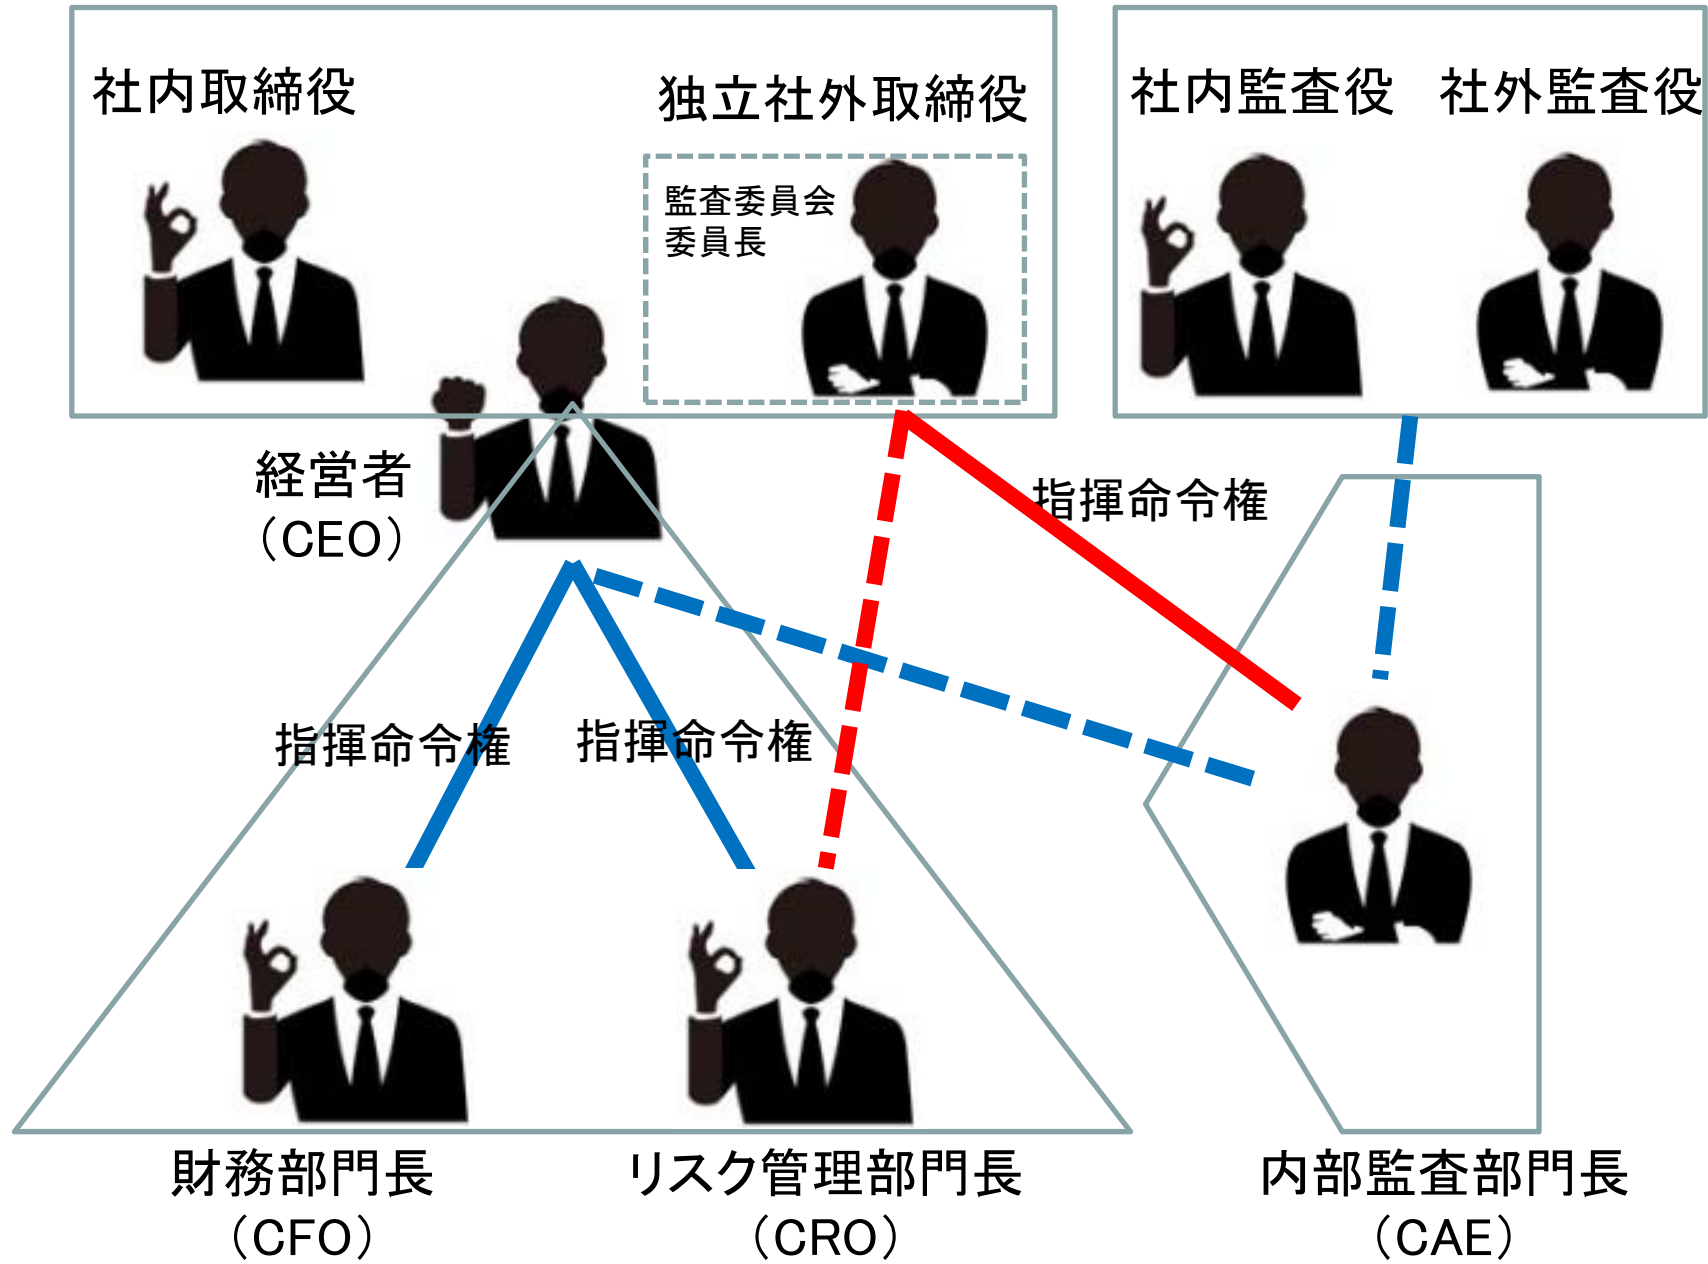 社内取締役
独立社外取締役
社内監査役
社外監査役
監査委員会
委員長
経営者
（CEO）
指揮命令権
指揮命令権
指揮命令権
財務部門長
（CFO）
リスク管理部門長
（CRO）
内部監査部門長
（CAE）